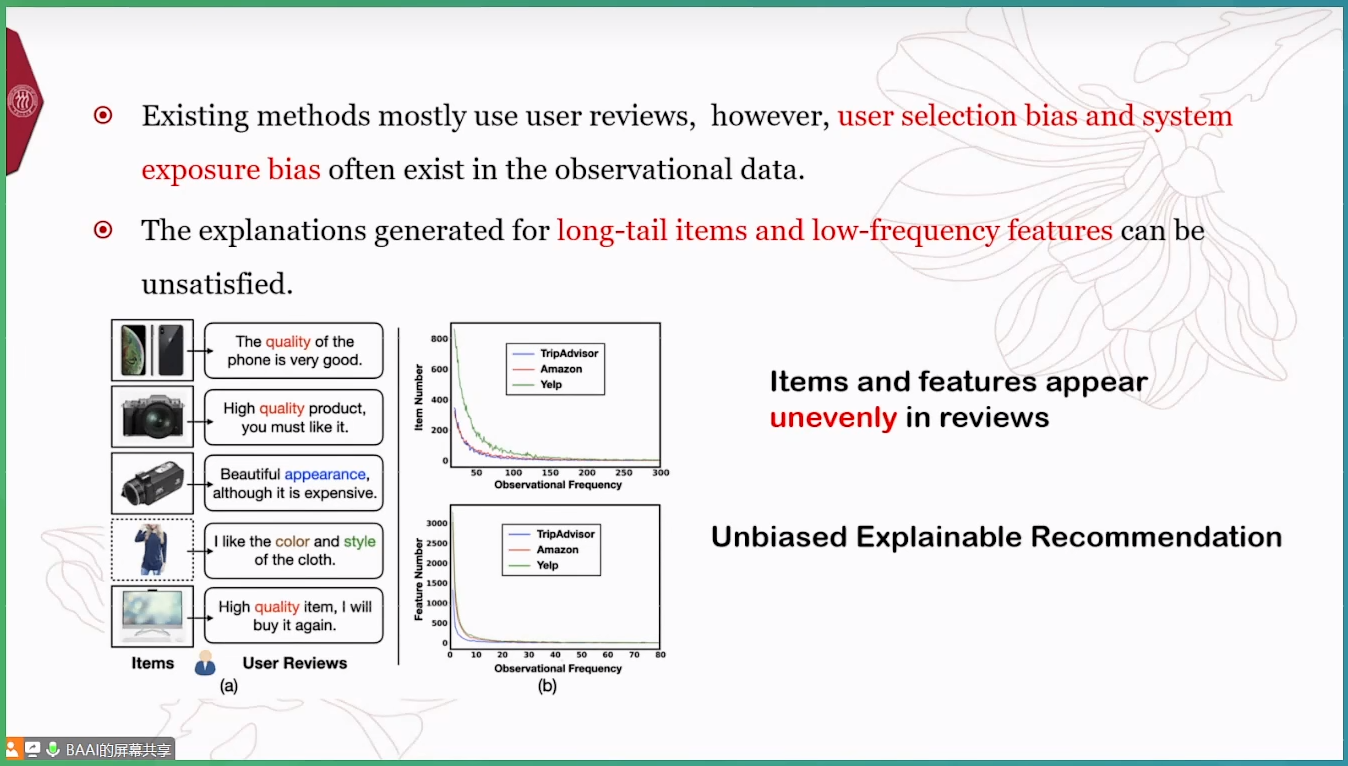 Existing methods mostly use user reviews,  however, user selection bias and system
exposure bias often exist in the observational data.
The explanations generated for long-tail items and low-frequency features can be
unsatisfied.
The quality of the
phone is very good.
High quality product,
you must like it.
Beautiful appearance,
although it is expensive.
I like the color and style
of the cloth.
High quality item, I will
buy it again.
Items
User Reviews
(a)
800
600
400
200
0
Item Number
TripAdvisor
Amazon
Yelp
50 100 150 200 250 300
Observational Frequency
3000
2500
2000
1500
1000
500
0
Feature Number
TripAdvisor
Amazon
Yelp
0 10 20 30 40 50 60 70 80
Observational Frequency
(b)
Items and features appear
unevenly in reviews
Unbiased Explainable Recommendation
BAAI的屏幕共享